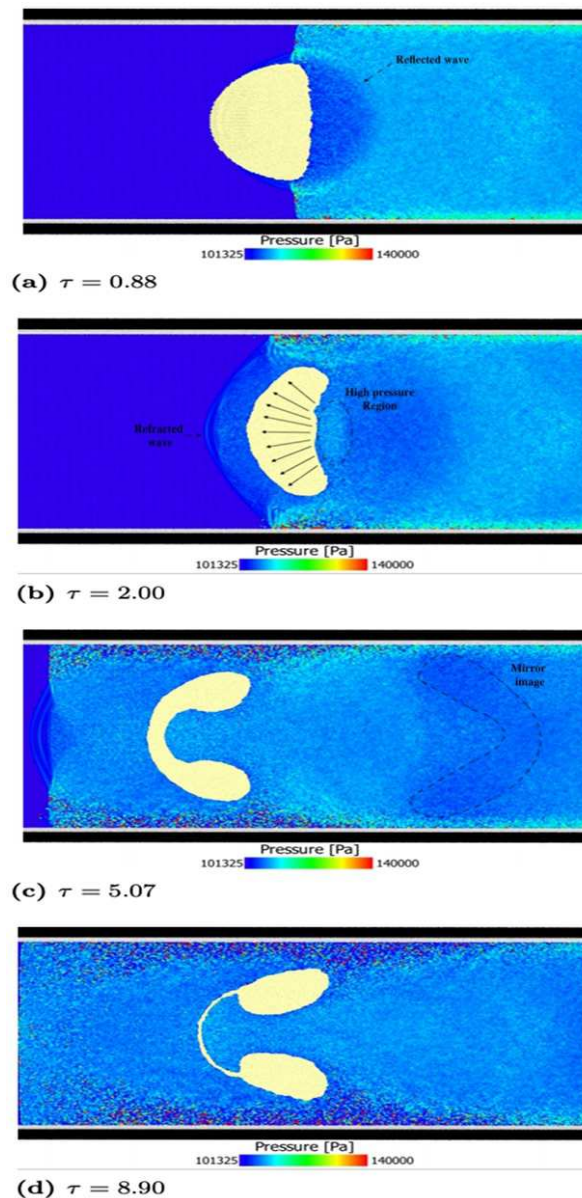 Reflected wave
Pressure [Pa]
101325 140000
(a) τ = 0.88
High pressure
Region
Refracted
wave
Pressure [Pa]
101325 140000
(b) τ = 2.00
Mirror
image
Pressure [Pa]
101325 140000
(c) τ = 5.07
Pressure [Pa]
101325 140000
(d) τ = 8.90